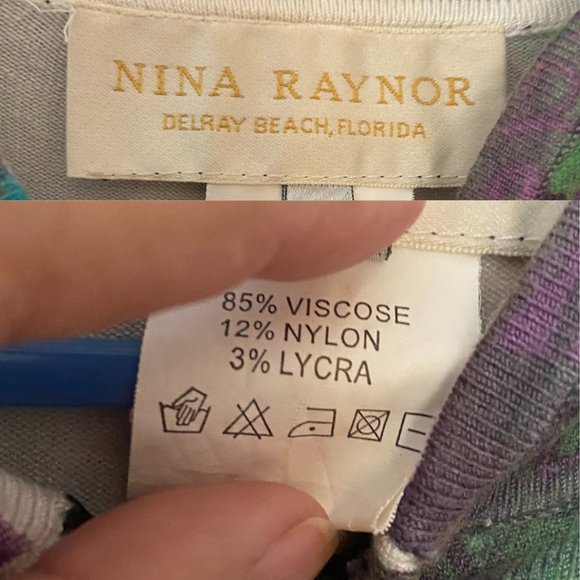 NINA RAYNOR
DELRAY BEACH, FLORIDA
85% VISCOSE
12% NYLON
3% LYCRA